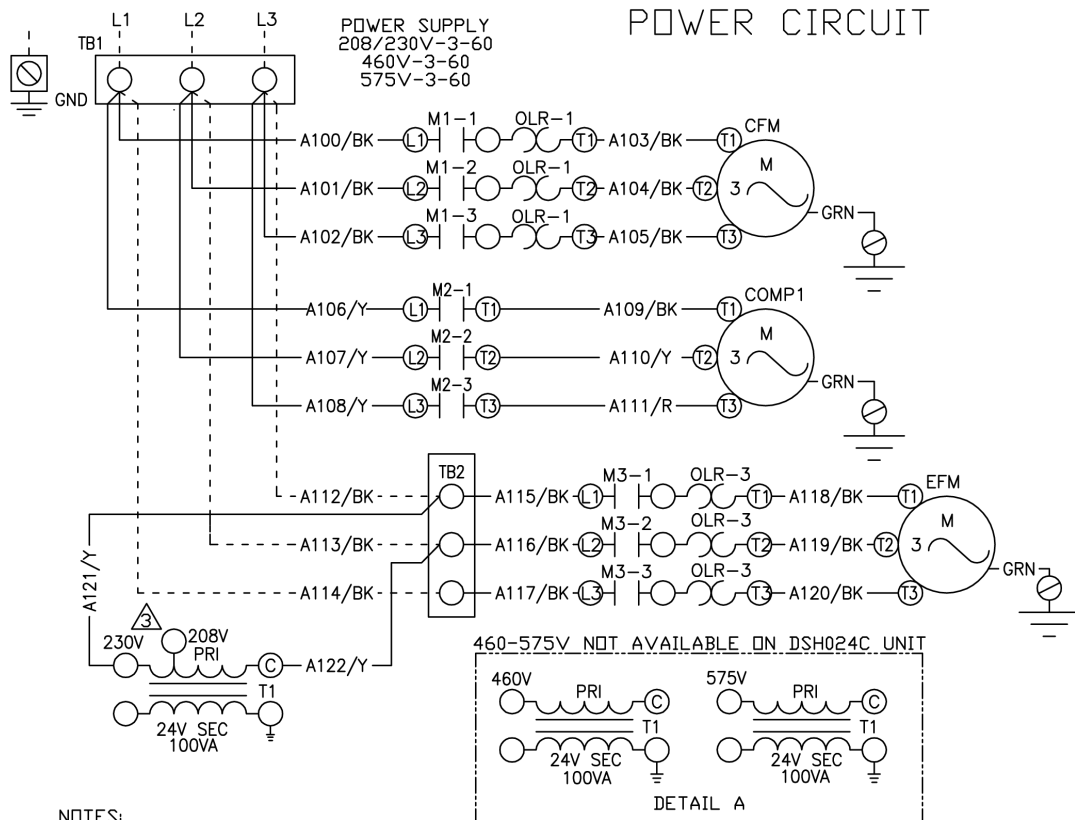 POWER CIRCUIT
L1 L2 L3
TB1
GND
POWER SUPPLY
208/230V-3-60
460V-3-60
575V-3-60
A100/BK L1 M1-1 OLR-1 T1 A103/BK T1 CFM
A101/BK L2 M1-2 OLR-1 T2 A104/BK T2 M 3
A102/BK L3 M1-3 OLR-1 T3 A105/BK T3 GRN
A106/Y L1 M2-1 T1 A109/BK T1 COMP1
A107/Y L2 M2-2 T2 A110/Y T2 M 3
A108/Y L3 M2-3 T3 A111/R T3 GRN
TB2
A112/BK A115/BK L1 M3-1 OLR-3 T1 A118/BK T1 EFM
A113/BK A116/BK L2 M3-2 OLR-3 T2 A119/BK T2 M 3
A114/BK A117/BK L3 M3-3 OLR-3 T3 A120/BK T3 GRN
A121/Y
3
230V 208V
PRI C A122/Y
T1
24V SEC
100VA
460-575V NOT AVAILABLE ON DSH024C UNIT
460V PRI C
T1
24V SEC
100VA
575V PRI C
T1
24V SEC
100VA
DETAIL A
NOTES: